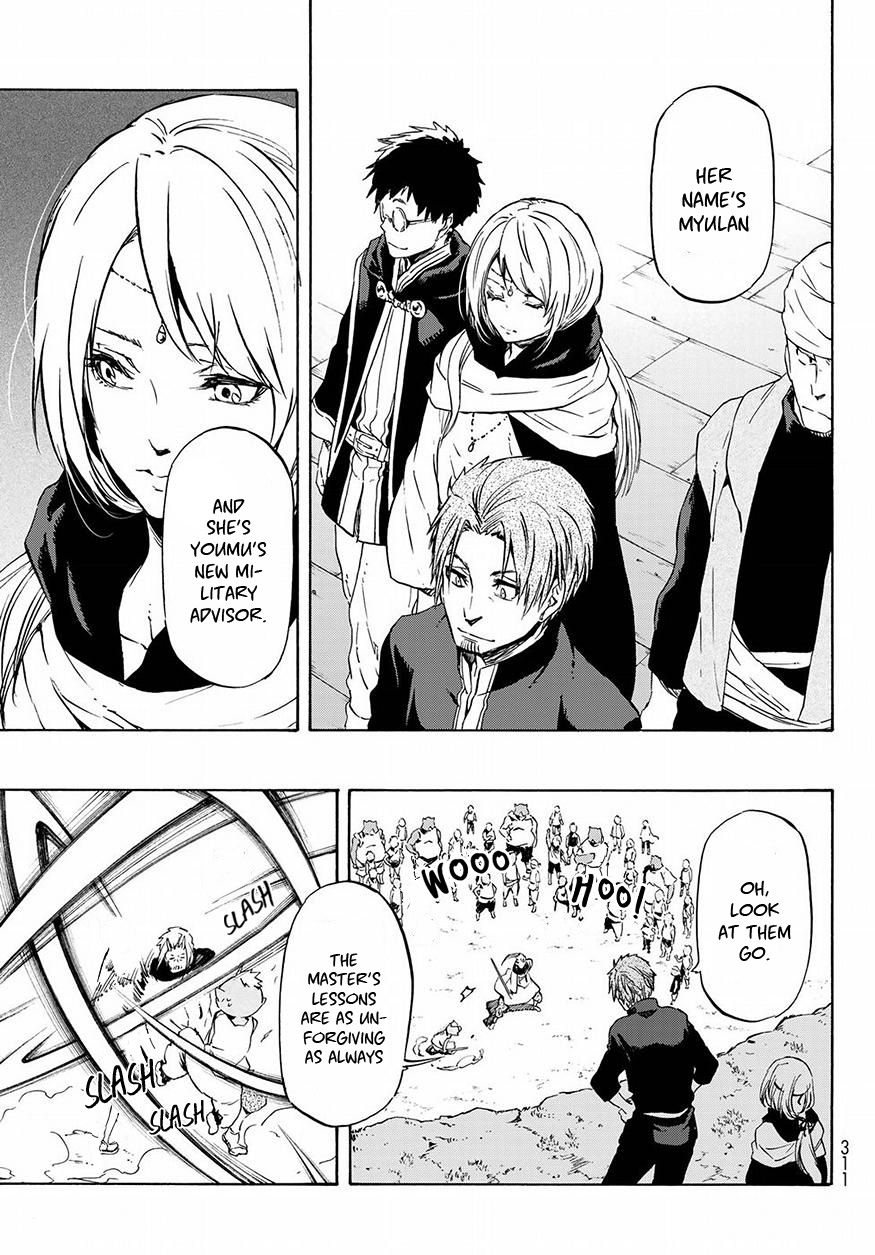 HER
NAME'S
MYULAN
AND
SHE'S
YOUMU'S
NEW MI-
LITARY
ADVISOR.
OH,
LOOK
AT THEM
GO.
WOOO
HOO!
THE
MASTER'S
LESSONS
ARE AS UN-
FORGIVING
AS ALWAYS
SLASH
SLASH
SLASH
311